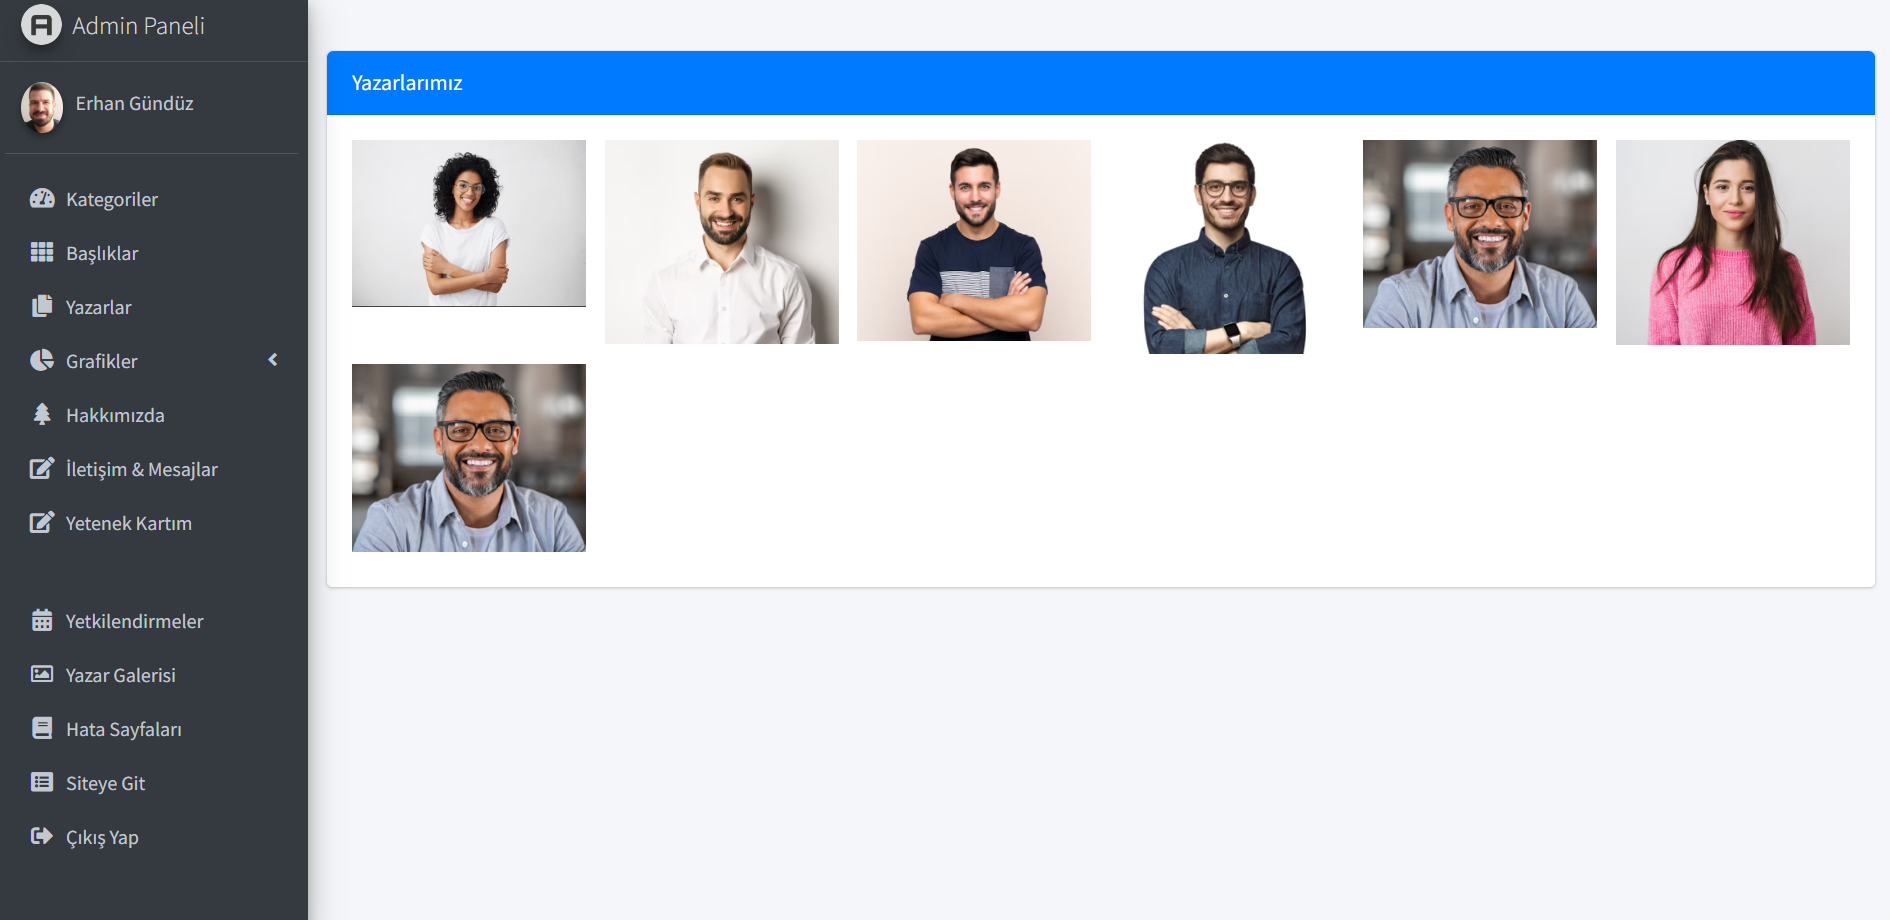 Admin Paneli
Erhan Gündüz
Kategoriler
Başlıklar
Yazarlar
Grafikler
Hakkımızda
İletişim & Mesajlar
Yetenek Kartım
Yetkilendirmeler
Yazar Galerisi
Hata Sayfaları
Siteye Git
Çıkış Yap
Yazarlarımız